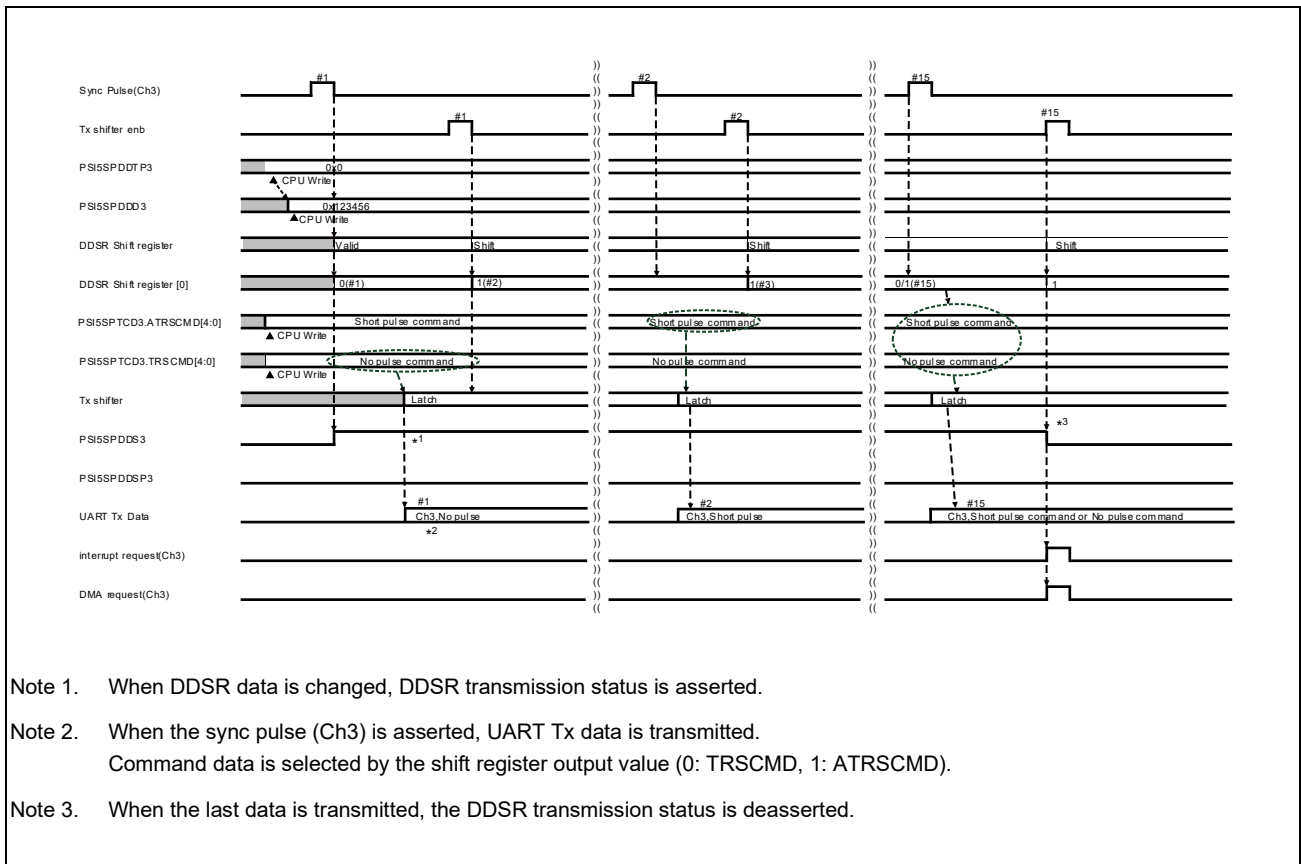 #1 )) #2 )) #15
Sync Pulse(Ch3)
#1 #2 #15
Tx shifter enb
PSI5SPDDTP3 0x0
▲ CPU Write
PSI5SPDDD3 0x123456
▲CPU Write
DDSR Shift register Valid Shift Shift Shift
DDSR Shift register [0] 0(#1) 1(#2) 1(#3) 0/1(#15) 1
PSI5SPTCD3.ATRSCMD[4:0] Short pulse command Short pulse command Short pulse command
▲ CPU Write
PSI5SPTCD3.TRSCMD[4:0] No pulse command No pulse command No pulse command
▲ CPU Write
Tx shifter Latch Latch Latch
*3
PSI5SPDDS3 *1
PSI5SPDDSP3
#1 #2 #15
UART Tx Data Ch3,No pulse Ch3,Short pulse Ch3,Short pulse command or No pulse command
*2
interrupt request(Ch3)
DMA request(Ch3)
Note 1. When DDSR data is changed, DDSR transmission status is asserted.
Note 2. When the sync pulse (Ch3) is asserted, UART Tx data is transmitted.
Command data is selected by the shift register output value (0: TRSCMD, 1: ATRSCMD).
Note 3. When the last data is transmitted, the DDSR transmission status is deasserted.